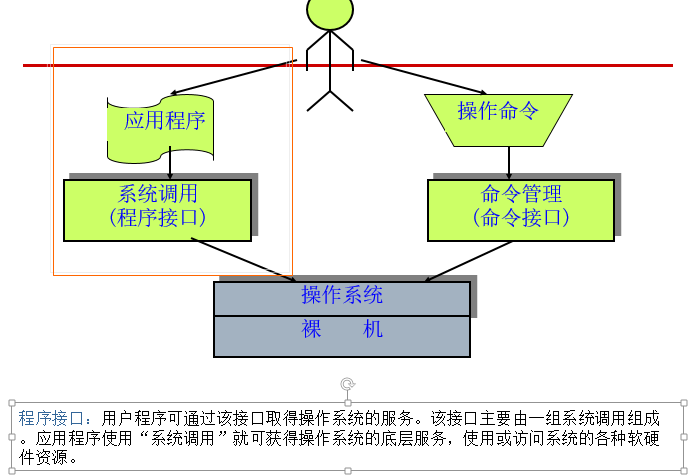 应用程序
操作命令
系统调用
(程序接口)
命令管理
(命令接口)
操作系统
裸 机
程序接口：用户程序可通过该接口取得操作系统的服务。该接口主要由一组系统调用组成
。应用程序使用“系统调用”就可获得操作系统的底层服务，使用或访问系统的各种软硬
件资源。